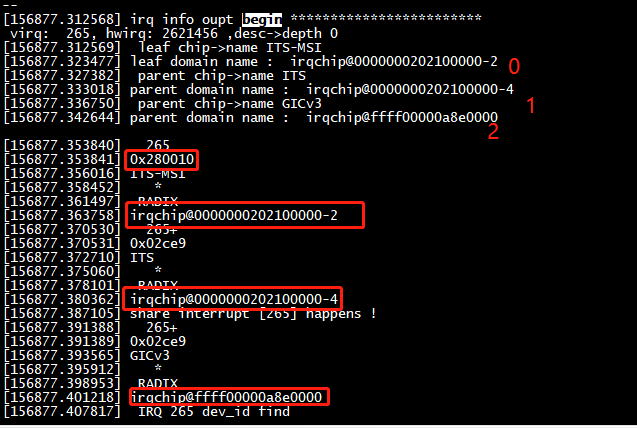 --
[156877.312568] irq info oupt begin ************************
 virq:  265, hwirq: 2621456 ,desc->depth 0
[156877.312569]   leaf chip->name ITS-MSI
[156877.323477] leaf domain name :  irqchip@0000000202100000-2
0
[156877.327382]  parent chip->name ITS
[156877.333018] parent domain name :  irqchip@0000000202100000-4
[156877.336750]  parent chip->name GICv3
1
[156877.342644] parent domain name :  irqchip@ffff00000a8e0000
2
[156877.353840]   265
[156877.353841] 0x280010
[156877.356016] ITS-MSI
[156877.358452]    *
[156877.361497] RADIX
[156877.363758] irqchip@0000000202100000-2
[156877.370530]   265+
[156877.370531] 0x02ce9
[156877.372710] ITS
[156877.375060]    *
[156877.378101] RADIX
[156877.380362] irqchip@0000000202100000-4
[156877.387105] share interrupt [265] happens !
[156877.391388]   265+
[156877.391389] 0x02ce9
[156877.393565] GICv3
[156877.395912]    *
[156877.398953] RADIX
[156877.401218] irqchip@ffff00000a8e0000
[156877.407817]  IRQ 265 dev_id find